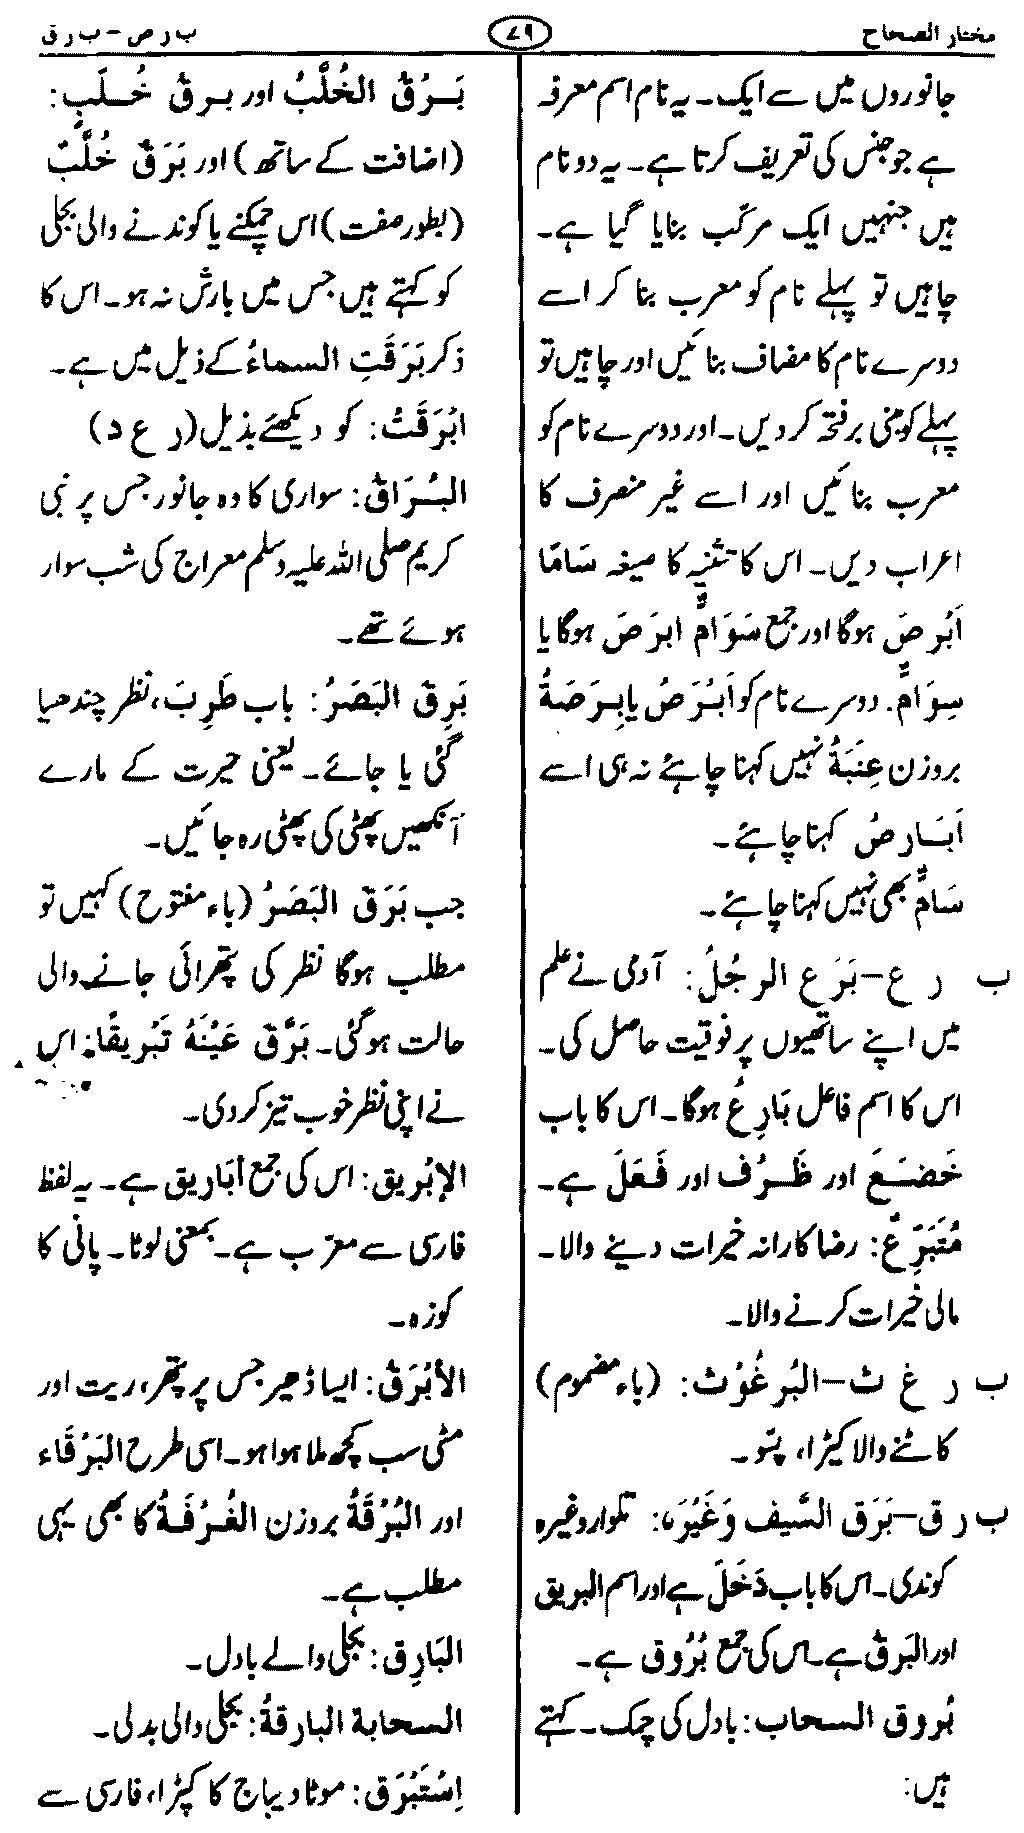 مختار الصحاح
۷۹
ب ر ص - ب ر ق
جانوروں میں سے ایک۔ یہ نام اسم معرفہ
ہے جو جنس کی تعریف کرتا ہے۔ یہ دو نام
ہیں جنہیں ایک مرکّب بنایا گیا ہے۔
چاہیں تو پہلے نام کو معرب بنا کر اسے
دوسرے نام کا مضاف بنائیں اور چاہیں تو
پہلے کو مبنی برفتحہ کر دیں۔ اور دوسرے نام کو
معرب بنائیں اور اسے غیر منصرف کا
اعراب دیں۔ اس کا تثنیہ کا صیغہ سَامَّا
اَبْرصَ ہوگا اور جمع سَوَامُّ ابرَصَ ہوگا یا
سِوَامٌّ. دوسرے نام کو اَبْرَصُ یا بِرَصَةُ
بروزن عِنَبَةُ نہیں کہنا چاہئے نہ ہی اسے
اَبَارِصُ کہنا چاہئے۔
سَامٌّ بھی نہیں کہنا چاہئے۔
ب ر ع - بَرَع الرجُلُ: آدمی نے علم
میں اپنے ساتھیوں پر فوقیت حاصل کی۔
اس کا اسم فاعل بَارِعُ ہوگا۔ اس کا باب
خَضَعَ اور ظَرُف اور فَعَلَ ہے۔
مُتَبَرِّعٌ: رضا کارانہ خیرات دینے والا۔
مالی خیرات کرنے والا۔
ب ر غ ث - البُرغُوْث: (باء مضموم)
کاٹنے والا کیڑا، پسّو۔
ب ر ق - بَرَق السَّيف وَغَيْرَہ: تلوار وغیرہ
کوندی۔ اس کا باب دَخَلَ ہے اور اسم البریق
اور البَرقُ ہے۔ اس کی جمع بُرُوق ہے۔
بُروق السحاب: بادل کی چمک۔ کہتے
ہیں:
بَرْقُ الخُلَّبُ اور برقُ خُلَّبٍ:
(اضافت کے ساتھ) اور بَرَقٌ خُلَّبٌ
(بطور صفت) اس چمکنے یا کوندنے والی بجلی
کو کہتے ہیں جس میں بارش نہ ہو۔ اس کا
ذکر بَرَقَتِ السماءُ کے ذیل میں ہے۔
ابْرَقَتْ: کو دیکھئے بذیل (ر ع د)
البُرَاقُ: سواری کا وہ جانور جس پر نبی
کریم صلی اللہ علیہ وسلم معراج کی شب سوار
ہوئے تھے۔
بَرِقَ البَصَرُ: باب طَرِبَ، نظر چندھیا
گئی یا جائے۔ یعنی حیرت کے مارے
آنکھیں پھٹی کی پھٹی رہ جائیں۔
جب بَرَقَ البَصَرُ (باء مفتوح) کہیں تو
مطلب ہوگا نظر کی پتھرائی جانے والی
حالت ہوگئی۔ بَرَّق عَيْنَهُ تَبْرِيقًا: اس
نے اپنی نظر خوب تیز کر دی۔
الإبْريق: اس کی جمع أَباريق ہے۔ یہ لفظ
فارسی سے معرّب ہے۔ بمعنی لوٹا۔ پانی کا
کوزہ۔
الأبْرَقُ: ایسا ڈھیر جس پر پتھر، ریت اور
مٹی سب کچھ ملا ہوا ہو۔ اسی طرح البَرْقَاء
اور البُرْقَةُ بروزن الغُرْفَةُ کا بھی یہی
مطلب ہے۔
البَارِق: بجلی والے بادل۔
السحابة البارقةُ: بجلی والی بدلی۔
اِسْتَبْرَق: موٹا دیباج کا کپڑا، فارسی سے